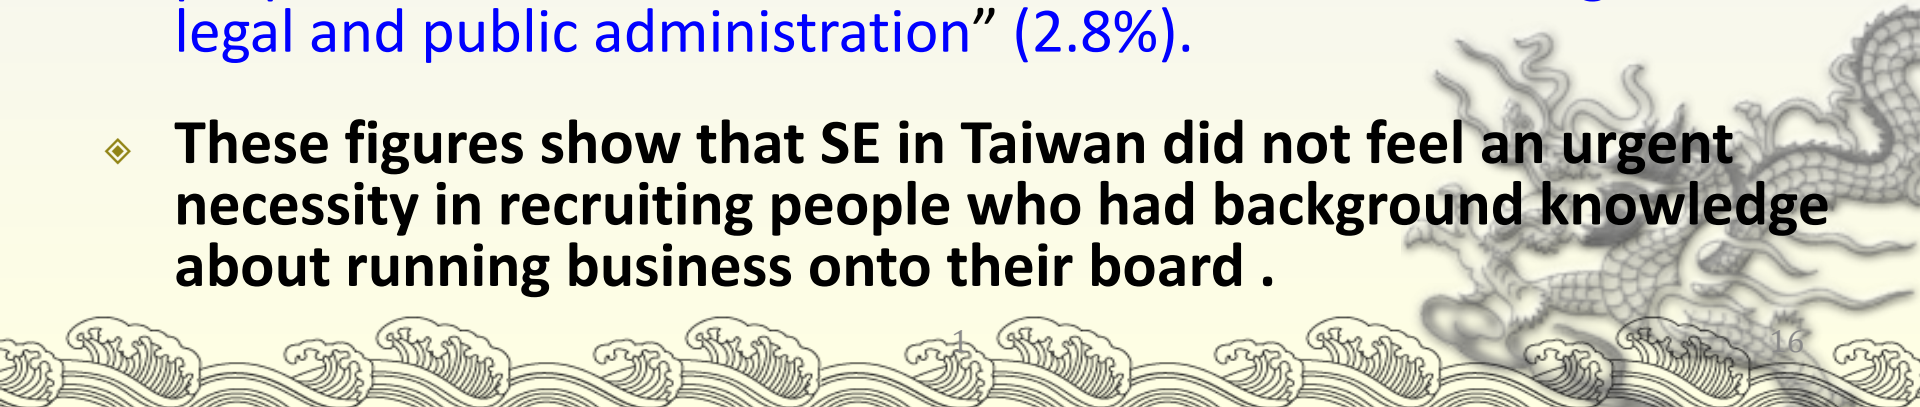 legal and public administration” (2.8%).
These figures show that SE in Taiwan did not feel an urgent
necessity in recruiting people who had background knowledge
about running business onto their board .
1 16